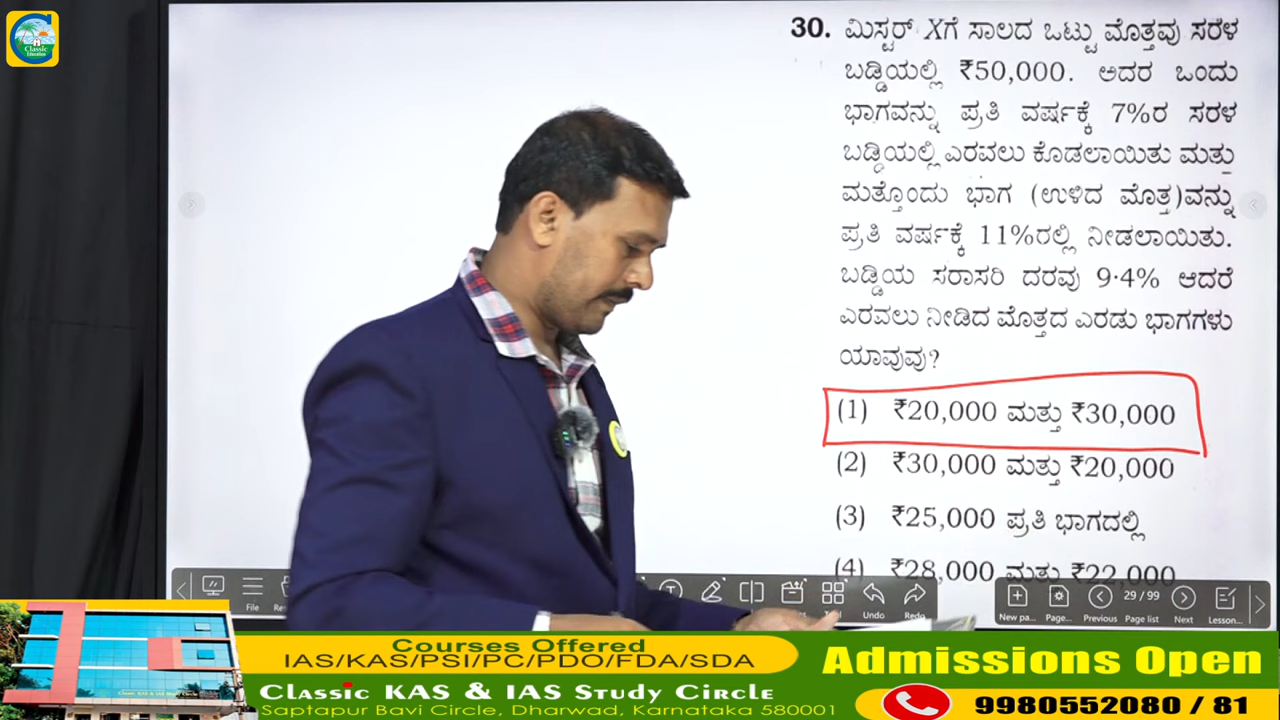 Classic
Education
30. ಮಿಸ್ಟರ್ Xಗೆ ಸಾಲದ ಒಟ್ಟು ಮೊತ್ತವು ಸರಳ
ಬಡ್ಡಿಯಲ್ಲಿ ₹50,000. ಅದರ ಒಂದು
ಭಾಗವನ್ನು ಪ್ರತಿ ವರ್ಷಕ್ಕೆ 7%ರ ಸರಳ
ಬಡ್ಡಿಯಲ್ಲಿ ಎರವಲು ಕೊಡಲಾಯಿತು ಮತ್ತು
ಮತ್ತೊಂದು ಭಾಗ (ಉಳಿದ ಮೊತ್ತ)ವನ್ನು
ಪ್ರತಿ ವರ್ಷಕ್ಕೆ 11%ರಲ್ಲಿ ನೀಡಲಾಯಿತು.
ಬಡ್ಡಿಯ ಸರಾಸರಿ ದರವು 9·4% ಆದರೆ
ಎರವಲು ನೀಡಿದ ಮೊತ್ತದ ಎರಡು ಭಾಗಗಳು
ಯಾವುವು?
(1) ₹20,000 ಮತ್ತು ₹30,000
(2) ₹30,000 ಮತ್ತು ₹20,000
(3) ₹25,000 ಪ್ರತಿ ಭಾಗದಲ್ಲಿ
(4) ₹28,000 ಮತ್ತು ₹22,000
File
Undo
Redo
New pa...
Page...
Previous
29 / 99
Page list
Next
Lesson...
Courses Offered
IAS/KAS/PSI/PC/PDO/FDA/SDA
Admissions Open
Classic KAS & IAS Study Circle
Saptapur Bavi Circle, Dharwad, Karnataka 580001
9980552080 / 81